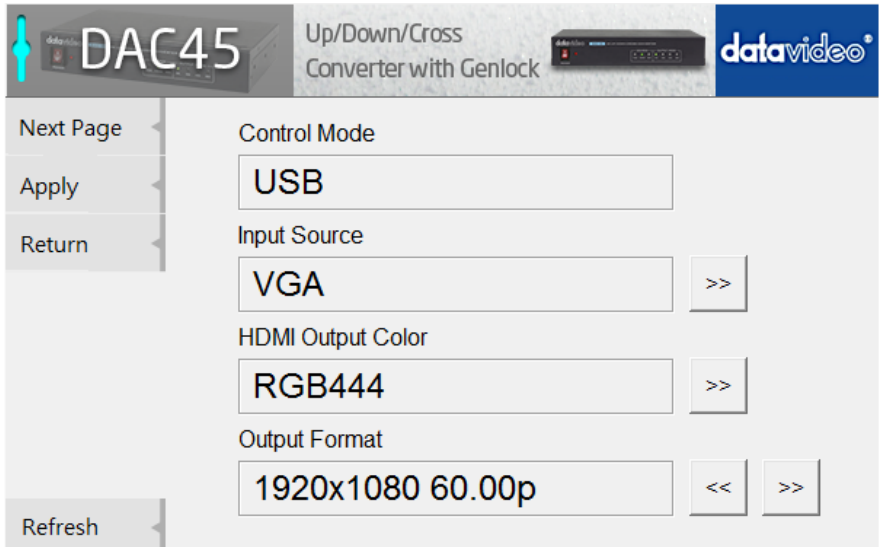 DAC45
Up/Down/Cross
Converter with Genlock
datavideo®
Next Page
Apply
Return
Refresh
Control Mode
USB
Input Source
VGA
>>
HDMI Output Color
RGB444
>>
Output Format
1920x1080 60.00p
<< >>